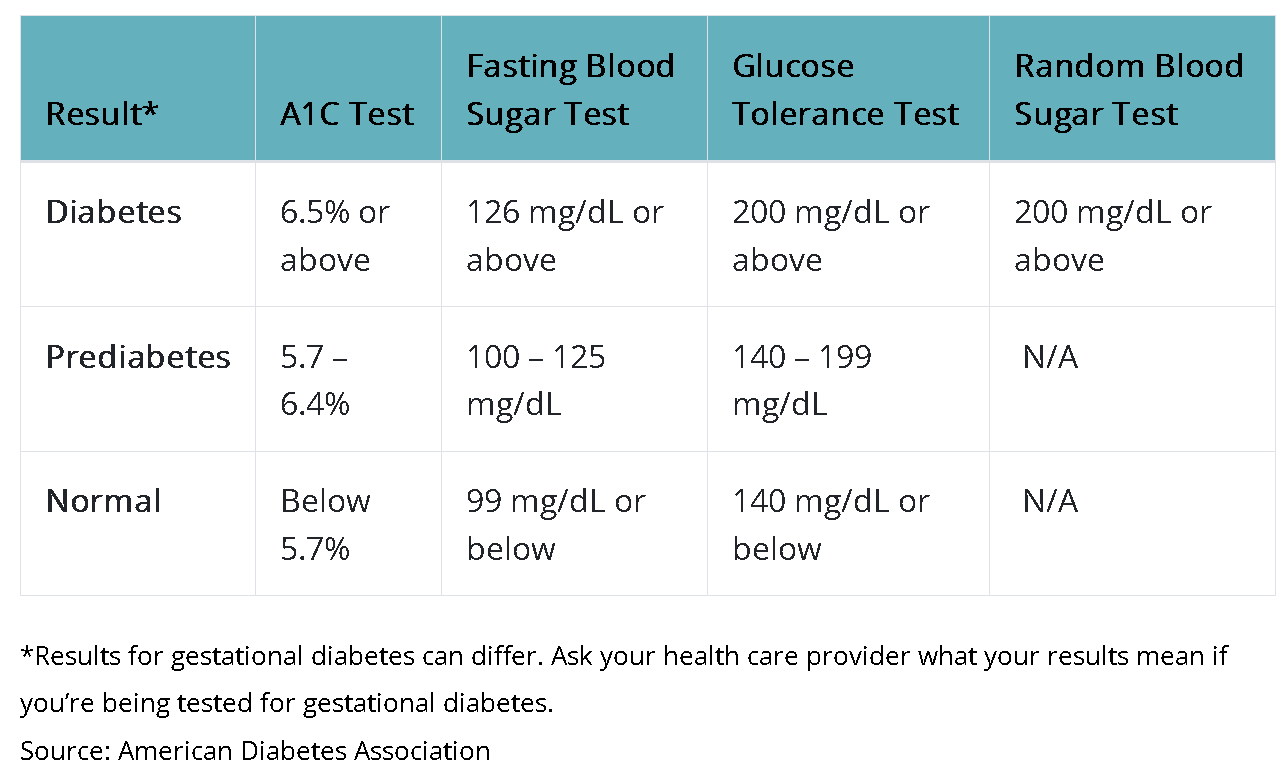 Result*
A1C Test
Fasting Blood
Sugar Test
Glucose
Tolerance Test
Random Blood
Sugar Test
Diabetes
6.5% or
above
126 mg/dL or
above
200 mg/dL or
above
200 mg/dL or
above
Prediabetes
5.7 –
6.4%
100 – 125
mg/dL
140 – 199
mg/dL
N/A
Normal
Below
5.7%
99 mg/dL or
below
140 mg/dL or
below
N/A
*Results for gestational diabetes can differ. Ask your health care provider what your results mean if
you’re being tested for gestational diabetes.
Source: American Diabetes Association